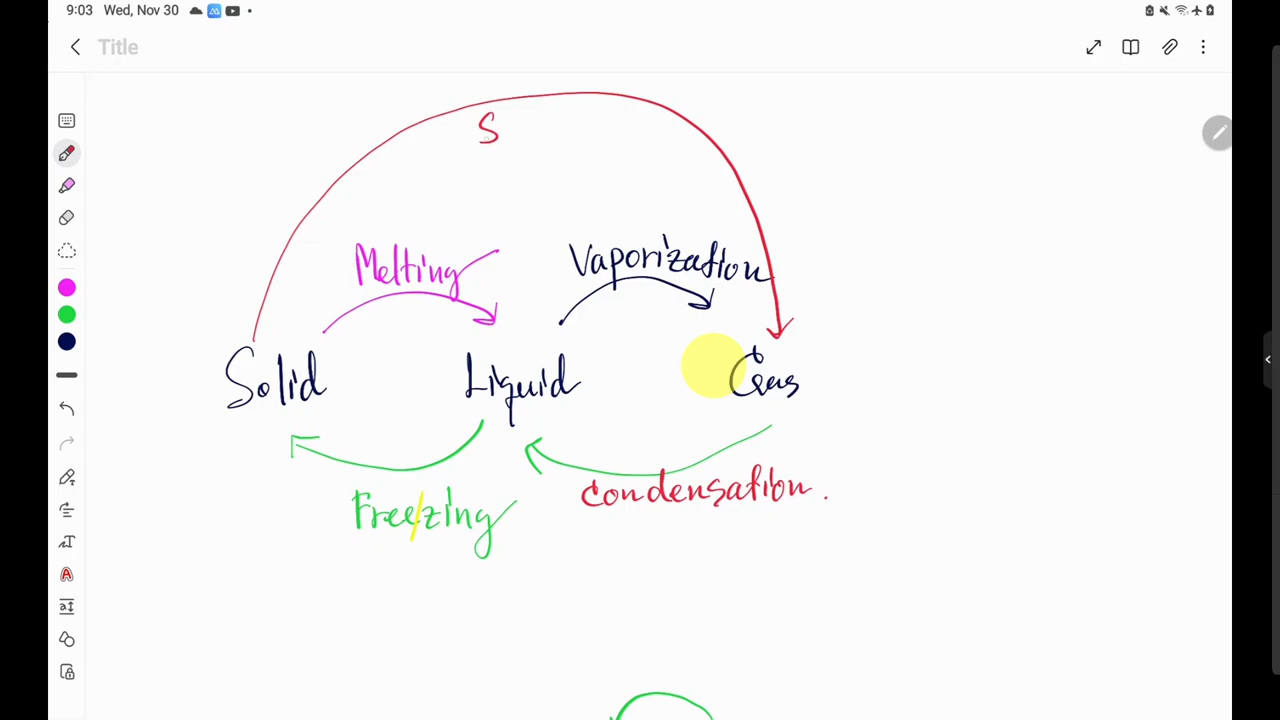 9:03 Wed, Nov 30
Title
S
Melting
Vaporization
Solid
Liquid
Gas
Freezing
Condensation.